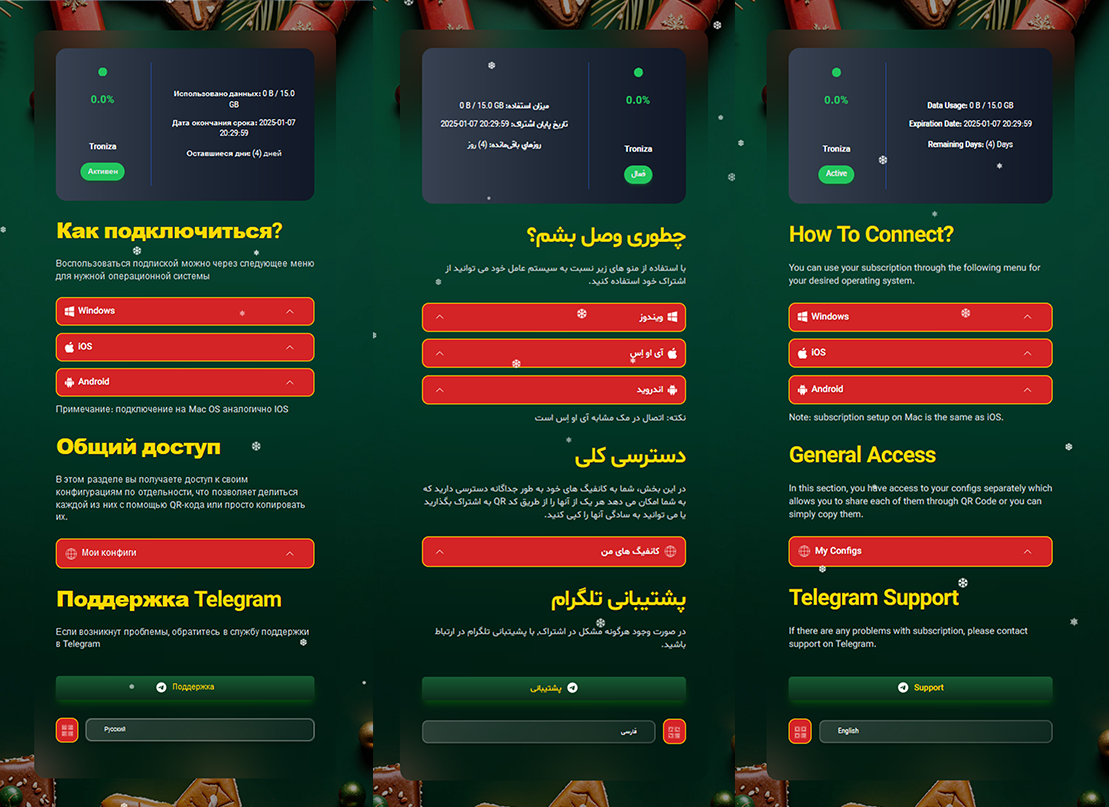 0.0%
Troniza
Активен
Использовано данных: 0 B / 15.0
GB
Дата окончания срока: 2025-01-07
20:29:59
Оставшиеся дни: (4) дней
Как подключиться?
Воспользоваться подпиской можно через следующее меню
для нужной операционной системы
Windows
iOS
Android
Примечание: подключение на Mac OS аналогично IOS
Общий доступ
В этом разделе вы получаете доступ к своим
конфигурациям по отдельности, что позволяет делиться
каждой из них с помощью QR-кода или просто копировать
их.
Мои конфиги
Поддержка Telegram
Если возникнут проблемы, обратитесь в службу поддержки
в Telegram
Поддержка
Русский
0.0%
Troniza
فعال
میزان استفاده: 0 B / 15.0 GB
تاریخ پایان اشتراک: 2025-01-07 20:29:59
روزهای باقی‌مانده: (4) روز
چطوری وصل بشم؟
با استفاده از منو های زیر نسبت به سیستم عامل خود می توانید از
اشتراک خود استفاده کنید.
ویندوز
آی او اِس
اندروید
نکته: اتصال در مک مشابه آی او اِس است
دسترسی کلی
در این بخش، شما به کانفیگ های خود به طور جداگانه دسترسی دارید که
به شما امکان می دهد هر یک از آنها را از طریق کد QR به اشتراک بگذارید
یا می توانید به سادگی آنها را کپی کنید.
کانفیگ های من
پشتیبانی تلگرام
در صورت وجود هرگونه مشکل در اشتراک, با پشیتبانی تلگرام در ارتباط
باشید.
پشتیبانی
فارسی
0.0%
Troniza
Active
Data Usage: 0 B / 15.0 GB
Expiration Date: 2025-01-07 20:29:59
Remaining Days: (4) Days
How To Connect?
You can use your subscription through the following menu for
your desired operating system.
Windows
iOS
Android
Note: subscription setup on Mac is the same as iOS.
General Access
In this section, you have access to your configs separately which
allows you to share each of them through QR Code or you can
simply copy them.
My Configs
Telegram Support
If there are any problems with subscription, please contact
support on Telegram.
Support
English